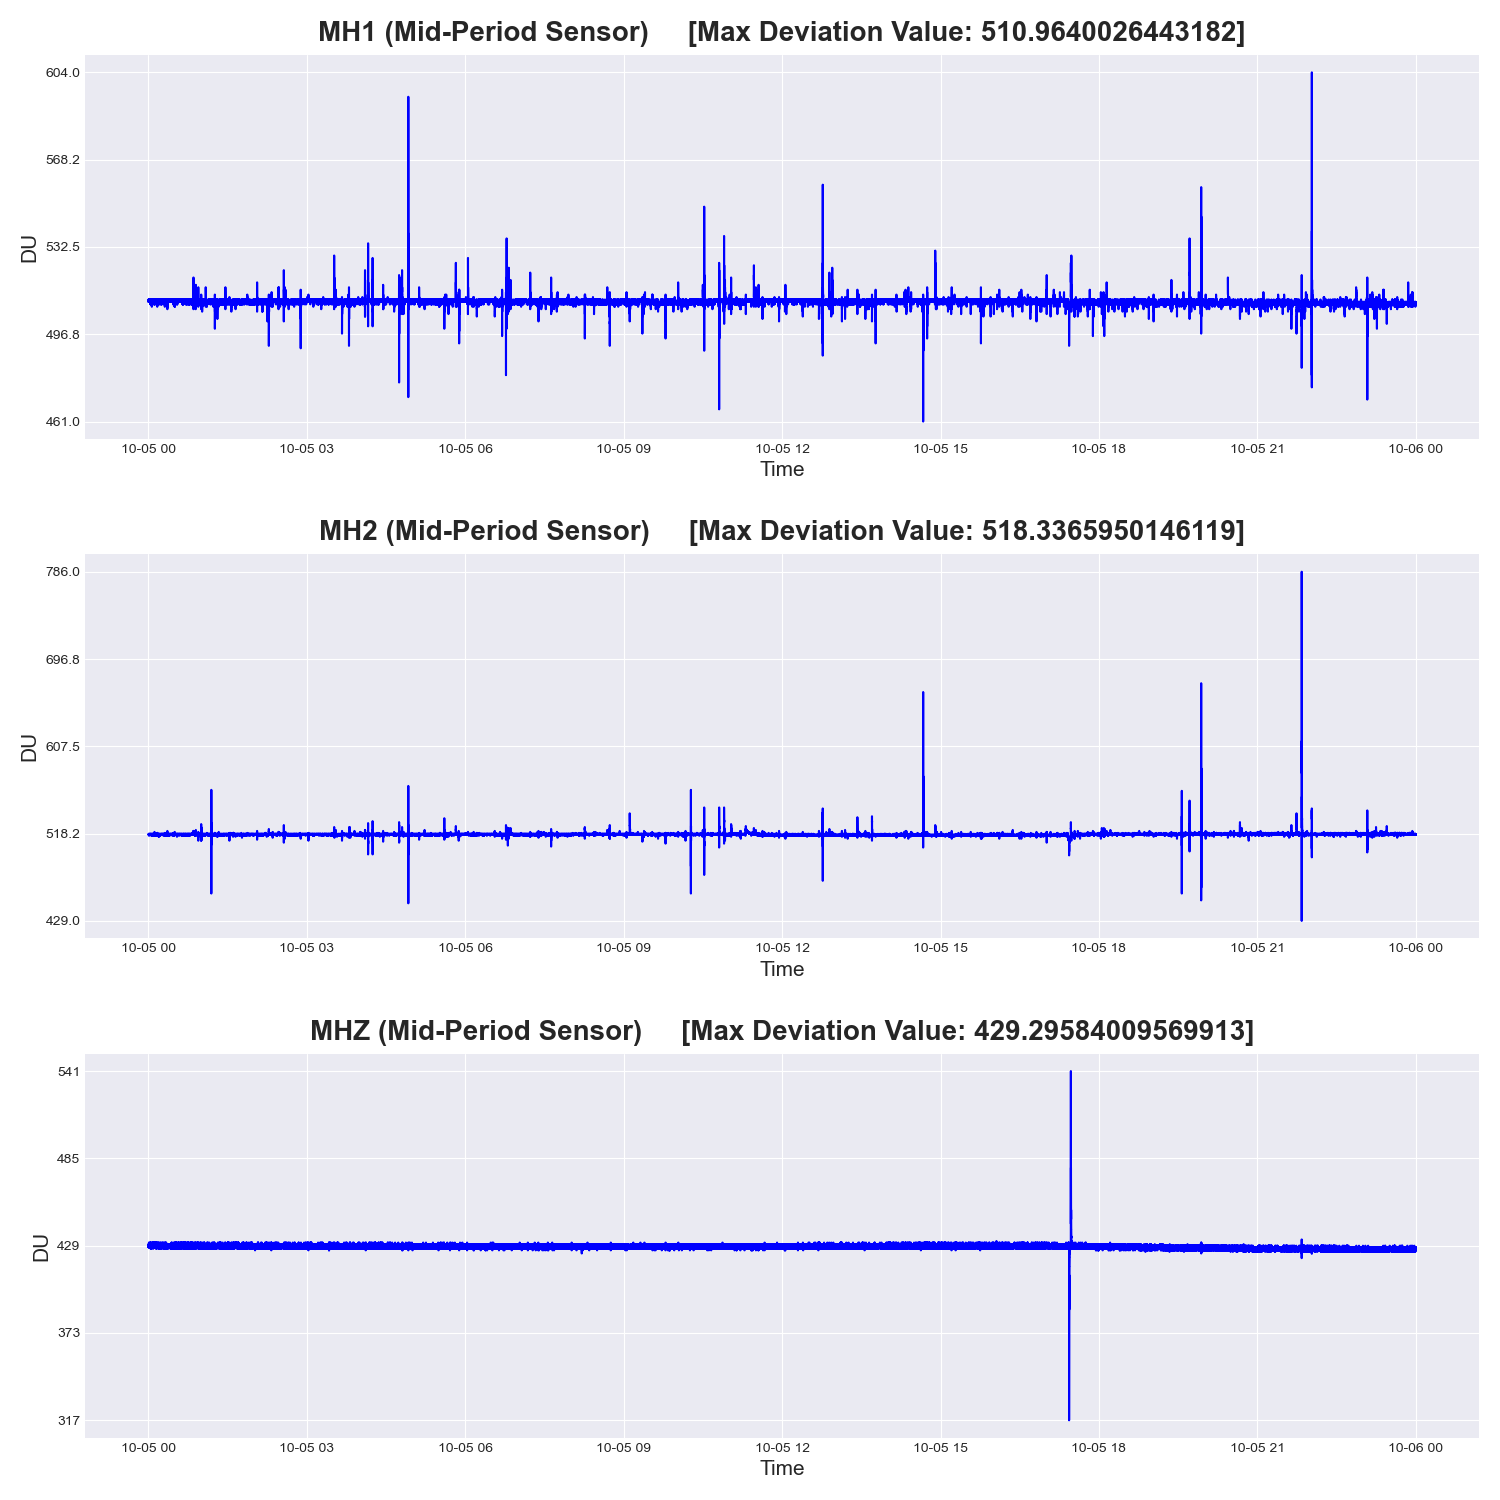 MH1 (Mid-Period Sensor) [Max Deviation Value: 510.9640026443182]
604.0
568.2
532.5
496.8
461.0
DU
10-05 00 10-05 03 10-05 06 10-05 09 10-05 12 10-05 15 10-05 18 10-05 21 10-06 00
Time
MH2 (Mid-Period Sensor) [Max Deviation Value: 518.3365950146119]
786.0
696.8
607.5
518.2
429.0
DU
10-05 00 10-05 03 10-05 06 10-05 09 10-05 12 10-05 15 10-05 18 10-05 21 10-06 00
Time
MHZ (Mid-Period Sensor) [Max Deviation Value: 429.29584009569913]
541
485
429
373
317
DU
10-05 00 10-05 03 10-05 06 10-05 09 10-05 12 10-05 15 10-05 18 10-05 21 10-06 00
Time